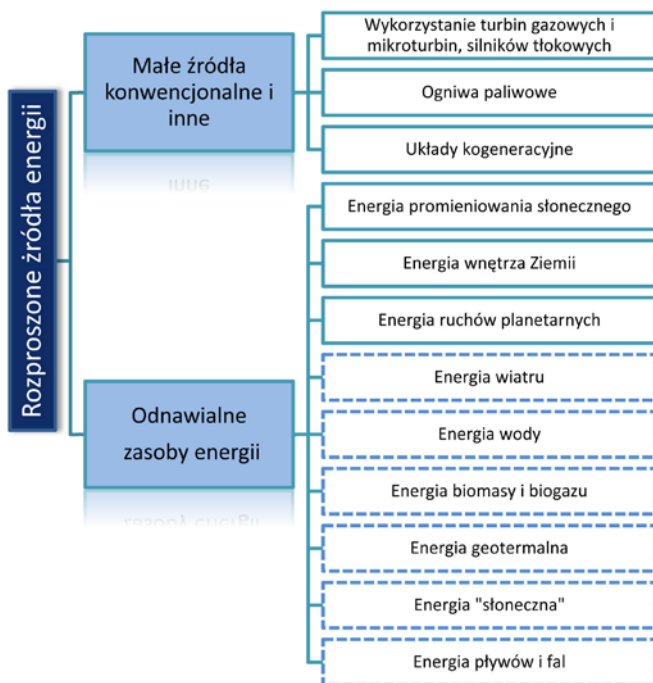 Rozproszone żródła energii
Małe źródła
konwencjonalne i
inne
Wykorzystanie turbin gazowych i
mikroturbin, silników tłokowych
Ogniwa paliwowe
Układy kogeneracyjne
Odnawialne
zasoby energii
Energia promieniowania słonecznego
Energia wnętrza Ziemii
Energia ruchów planetarnych
Energia wiatru
Energia wody
Energia biomasy i biogazu
Energia geotermalna
Energia "słoneczna"
Energia pływów i fal